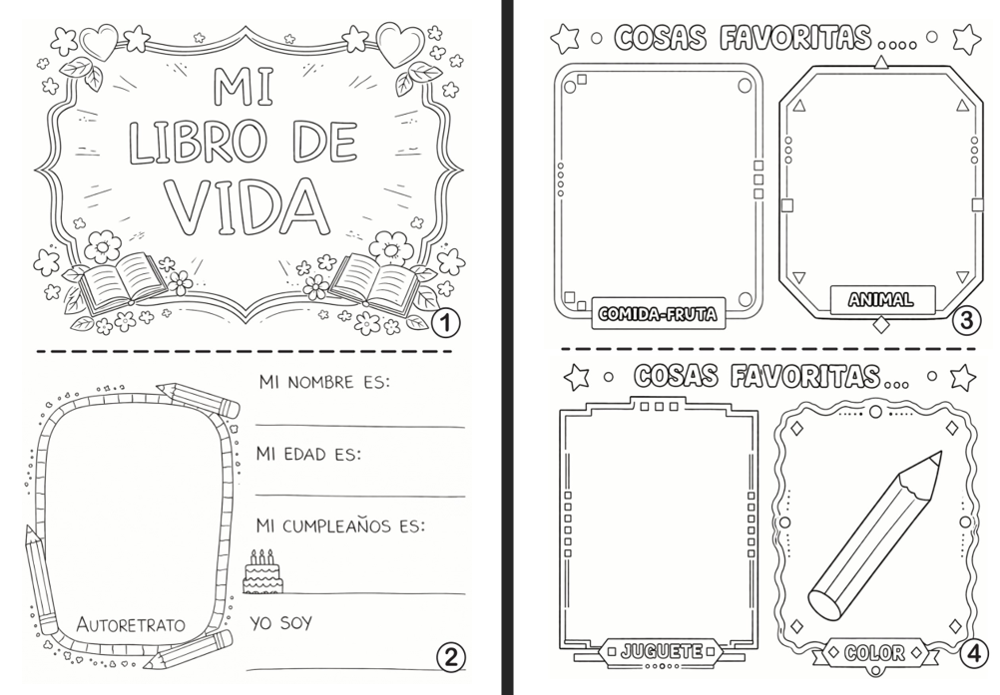 MI
LIBRO DE
VIDA
1
MI NOMBRE ES:
MI EDAD ES:
MI CUMPLEAÑOS ES:
YO SOY
AUTORETRATO
2
COSAS FAVORITAS....
COMIDA-FRUTA
ANIMAL
3
COSAS FAVORITAS...
JUGUETE
COLOR
4